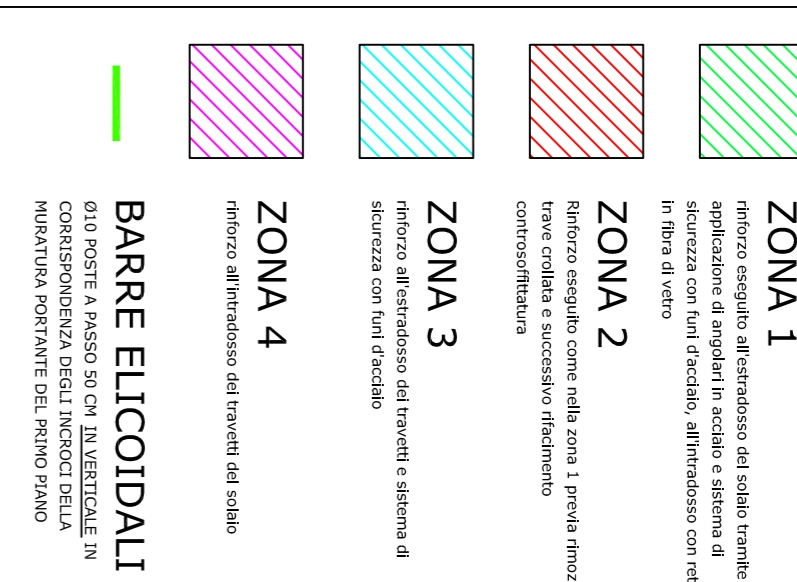 ZONA 1
rinforzo eseguito all'estradosso del solaio tramite
applicazione di angolari in acciaio e sistema di
sicurezza con funi d'acciaio, all'intradosso con ret
in fibra di vetro
ZONA 2
Rinforzo eseguito come nella zona 1 previa rimoz
trave crollata e successivo rifacimento
controsoffittatura
ZONA 3
rinforzo all'estradosso dei travetti e sistema di
sicurezza con funi d'acciaio
ZONA 4
rinforzo all'intradosso dei travetti del solaio
BARRE ELICOIDALI
Ø10 POSTE A PASSO 50 CM IN VERTICALE IN
CORRISPONDENZA DEGLI INCROCI DELLA
MURATURA PORTANTE DEL PRIMO PIANO